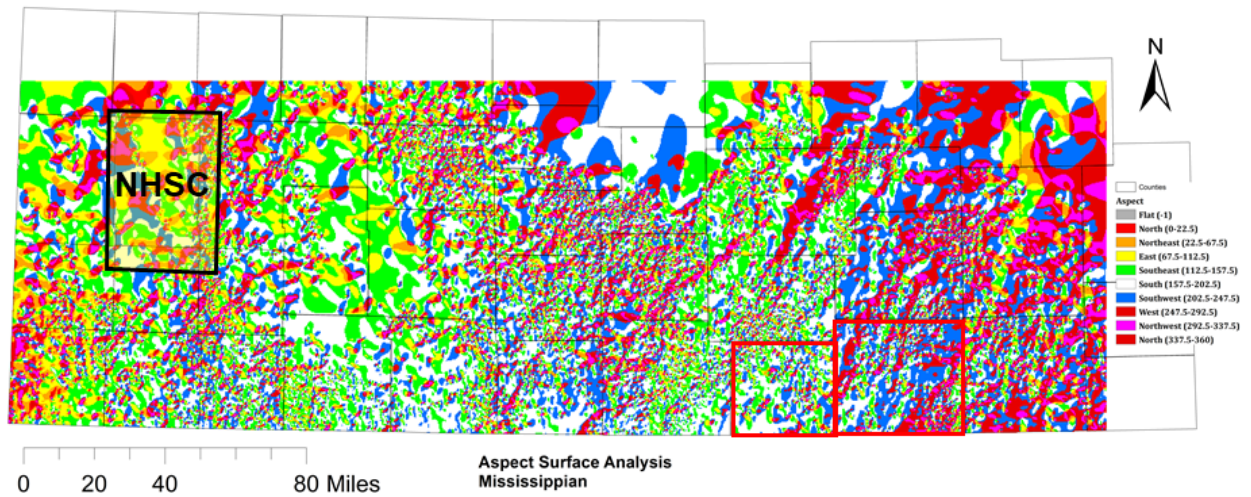 N
NHSC
Counties
Aspect
Flat (-1)
North (0-22.5)
Northeast (22.5-67.5)
East (67.5-112.5)
Southeast (112.5-157.5)
South (157.5-202.5)
Southwest (202.5-247.5)
West (247.5-292.5)
Northwest (292.5-337.5)
North (337.5-360)
0 20 40 80 Miles
Aspect Surface Analysis
Mississippian